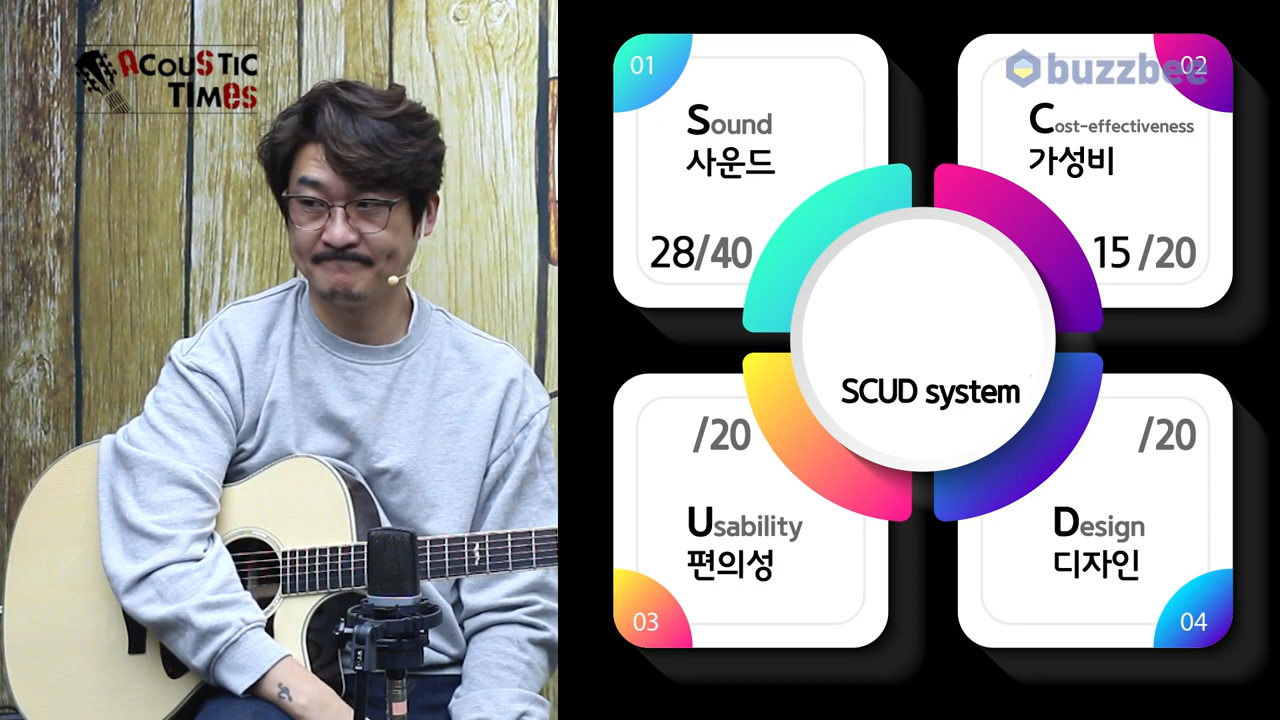 ACOUSTIC
TIMES
01
Sound
사운드
28/40
buzzbee
02
Cost-effectiveness
가성비
15/20
SCUD system
/20
Usability
편의성
03
/20
Design
디자인
04